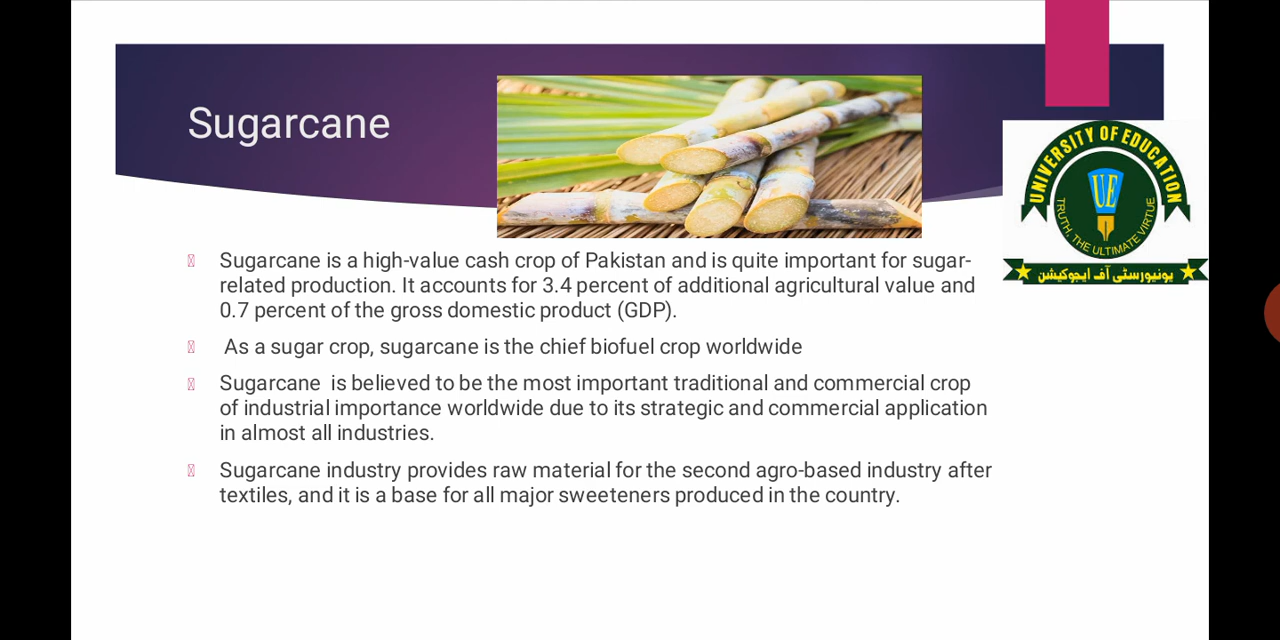 Sugarcane
UNIVERSITY OF EDUCATION
UE
TRUTH, THE ULTIMATE VIRTUE
یونیورسٹی آف ایجوکیشن
Sugarcane is a high-value cash crop of Pakistan and is quite important for sugar-
related production. It accounts for 3.4 percent of additional agricultural value and
0.7 percent of the gross domestic product (GDP).
As a sugar crop, sugarcane is the chief biofuel crop worldwide
Sugarcane  is believed to be the most important traditional and commercial crop
of industrial importance worldwide due to its strategic and commercial application
in almost all industries.
Sugarcane industry provides raw material for the second agro-based industry after
textiles, and it is a base for all major sweeteners produced in the country.